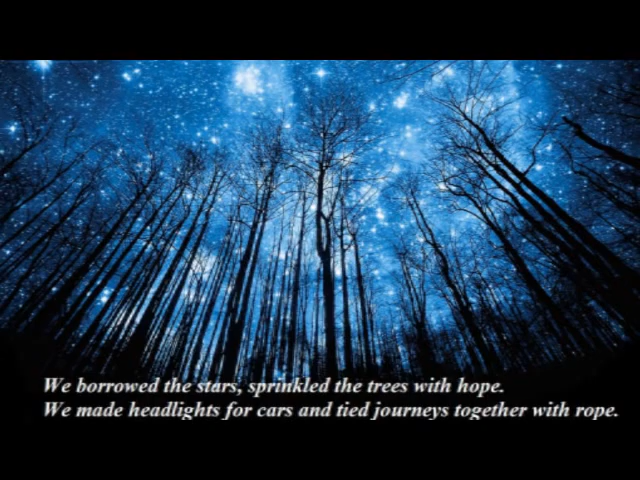 We borrowed the stars, sprinkled the trees with hope.
We made headlights for cars and tied journeys together with rope.